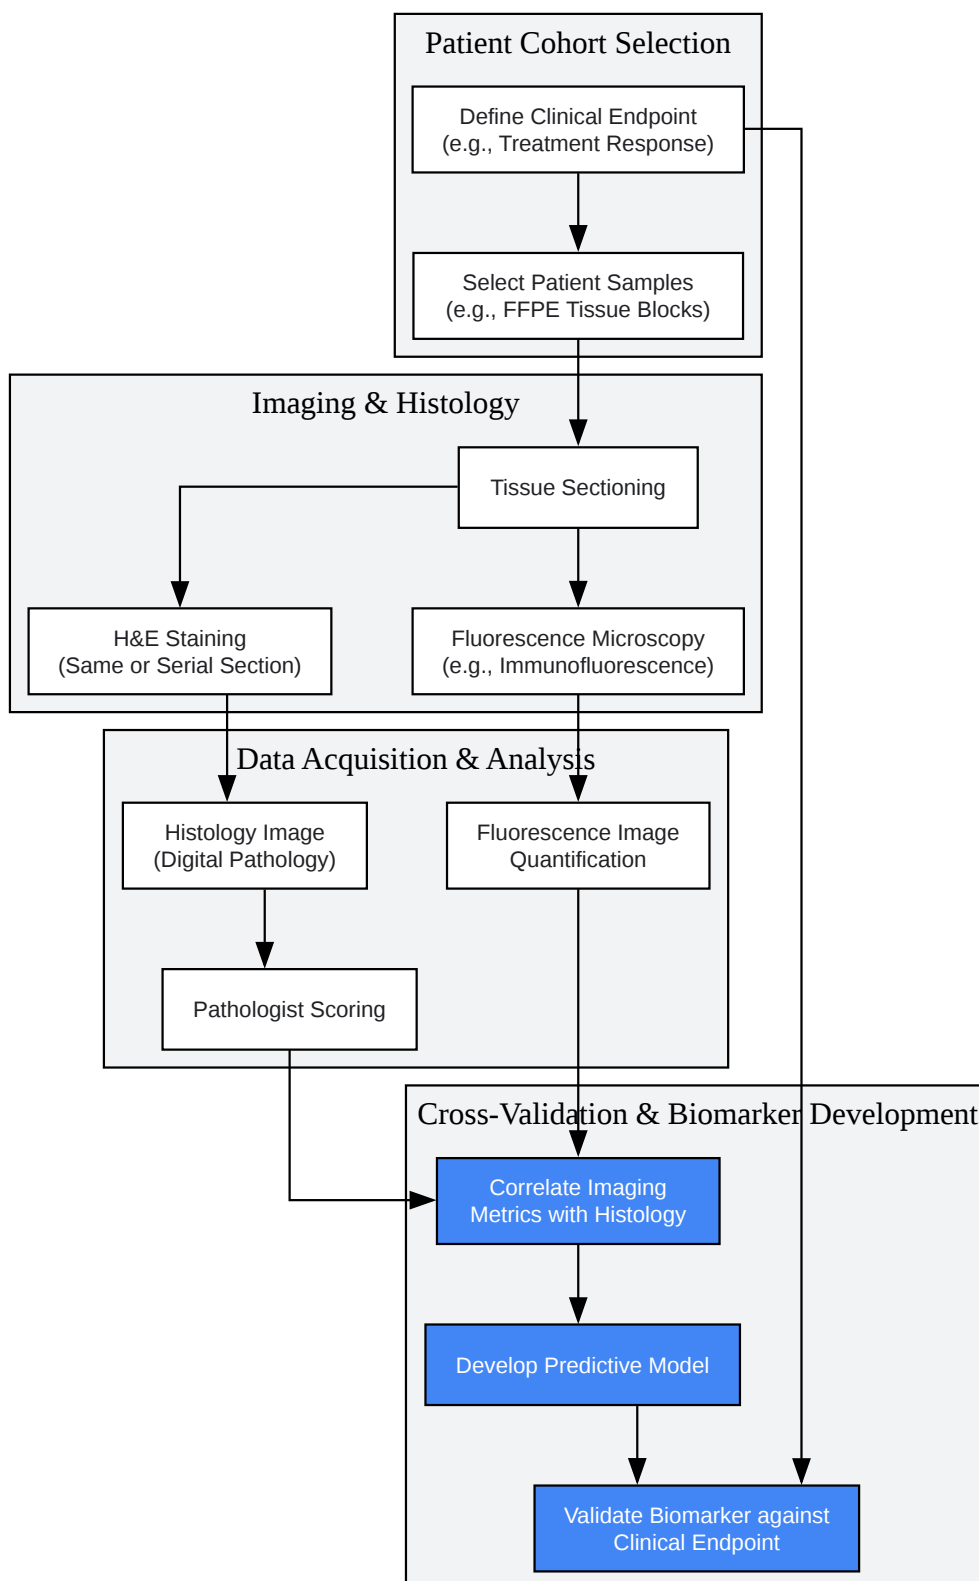 Patient Cohort Selection
Define Clinical Endpoint
(e.g., Treatment Response)
Select Patient Samples
(e.g., FFPE Tissue Blocks)
Imaging & Histology
Tissue Sectioning
H&E Staining
(Same or Serial Section)
Fluorescence Microscopy
(e.g., Immunofluorescence)
Data Acquisition & Analysis
Histology Image
(Digital Pathology)
Fluorescence Image
Quantification
Pathologist Scoring
Cross-Validation & Biomarker Development
Correlate Imaging
Metrics with Histology
Develop Predictive Model
Validate Biomarker against
Clinical Endpoint